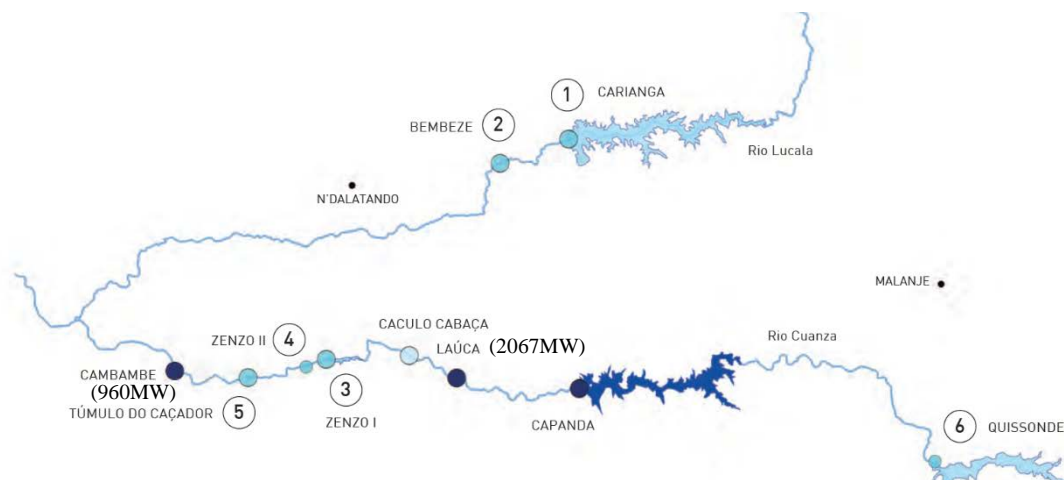 1 CARIANGA
BEMBEZE 2
Rio Lucala
N'DALATANDO
MALANJE
CACULO CABAÇA
ZENZO II 4
LAÚCA (2067MW)
Rio Cuanza
CAMBAMBE
(960MW)
TÚMULO DO CAÇADOR 5
3
ZENZO I
CAPANDA
6 QUISSONDE